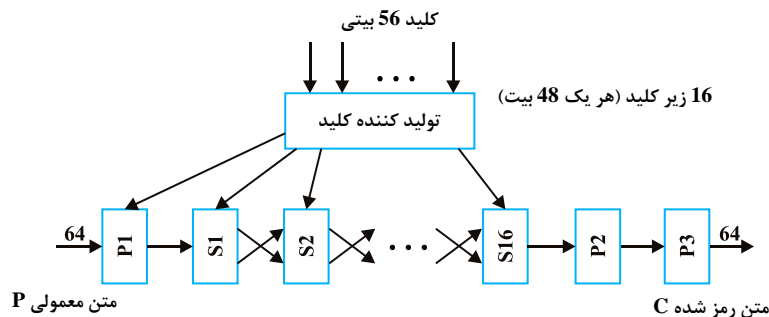 کلید 56 بیتی
• • •
16 زیر کلید (هر یک 48 بیت)
تولید کننده کلید
64
P1
S1
S2
• • •
S16
P2
P3
64
متن معمولی P
متن رمز شده C